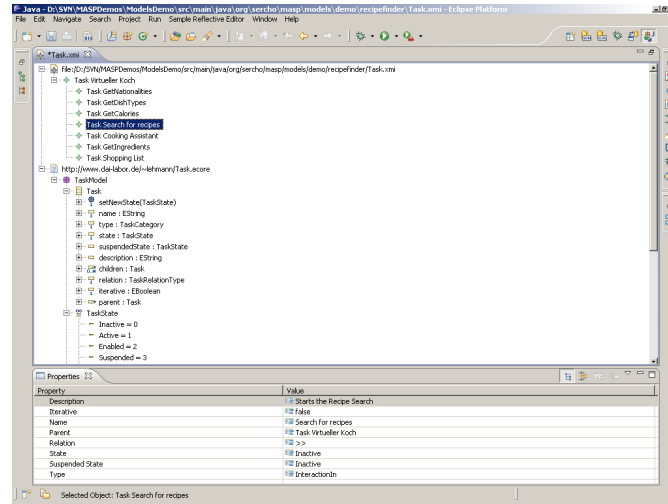 Java - D:\SVN\MASPDemos\ModelsDemo\src\main\java\org\sercho\masp\models\demo\recipefinder\Task.xmi - Eclipse Platform
File Edit Navigate Search Project Run Sample Reflective Editor Window Help
*Task.xmi
file:/D:/SVN/MASPDemos/ModelsDemo/src/main/java/org/sercho/masp/models/demo/recipefinder/Task.xmi
Task Virtueller Koch
Task GetNationalities
Task GetDishTypes
Task GetCalories
Task Search for recipes
Task Cooking Assistant
Task GetIngredients
Task Shopping List
http://www.dai-labor.de/~lehmann/Task.ecore
TaskModel
Task
setNewState(TaskState)
name : EString
type : TaskCategory
state : TaskState
suspendedState : TaskState
description : EString
children : Task
relation : TaskRelationType
iterative : EBoolean
parent : Task
TaskState
Inactive = 0
Active = 1
Enabled = 2
Suspended = 3
Properties
Property Value
Description Starts the Recipe Search
Iterative false
Name Search for recipes
Parent Task Virtueller Koch
Relation >>
State Inactive
Suspended State Inactive
Type InteractionIn
Selected Object: Task Search for recipes